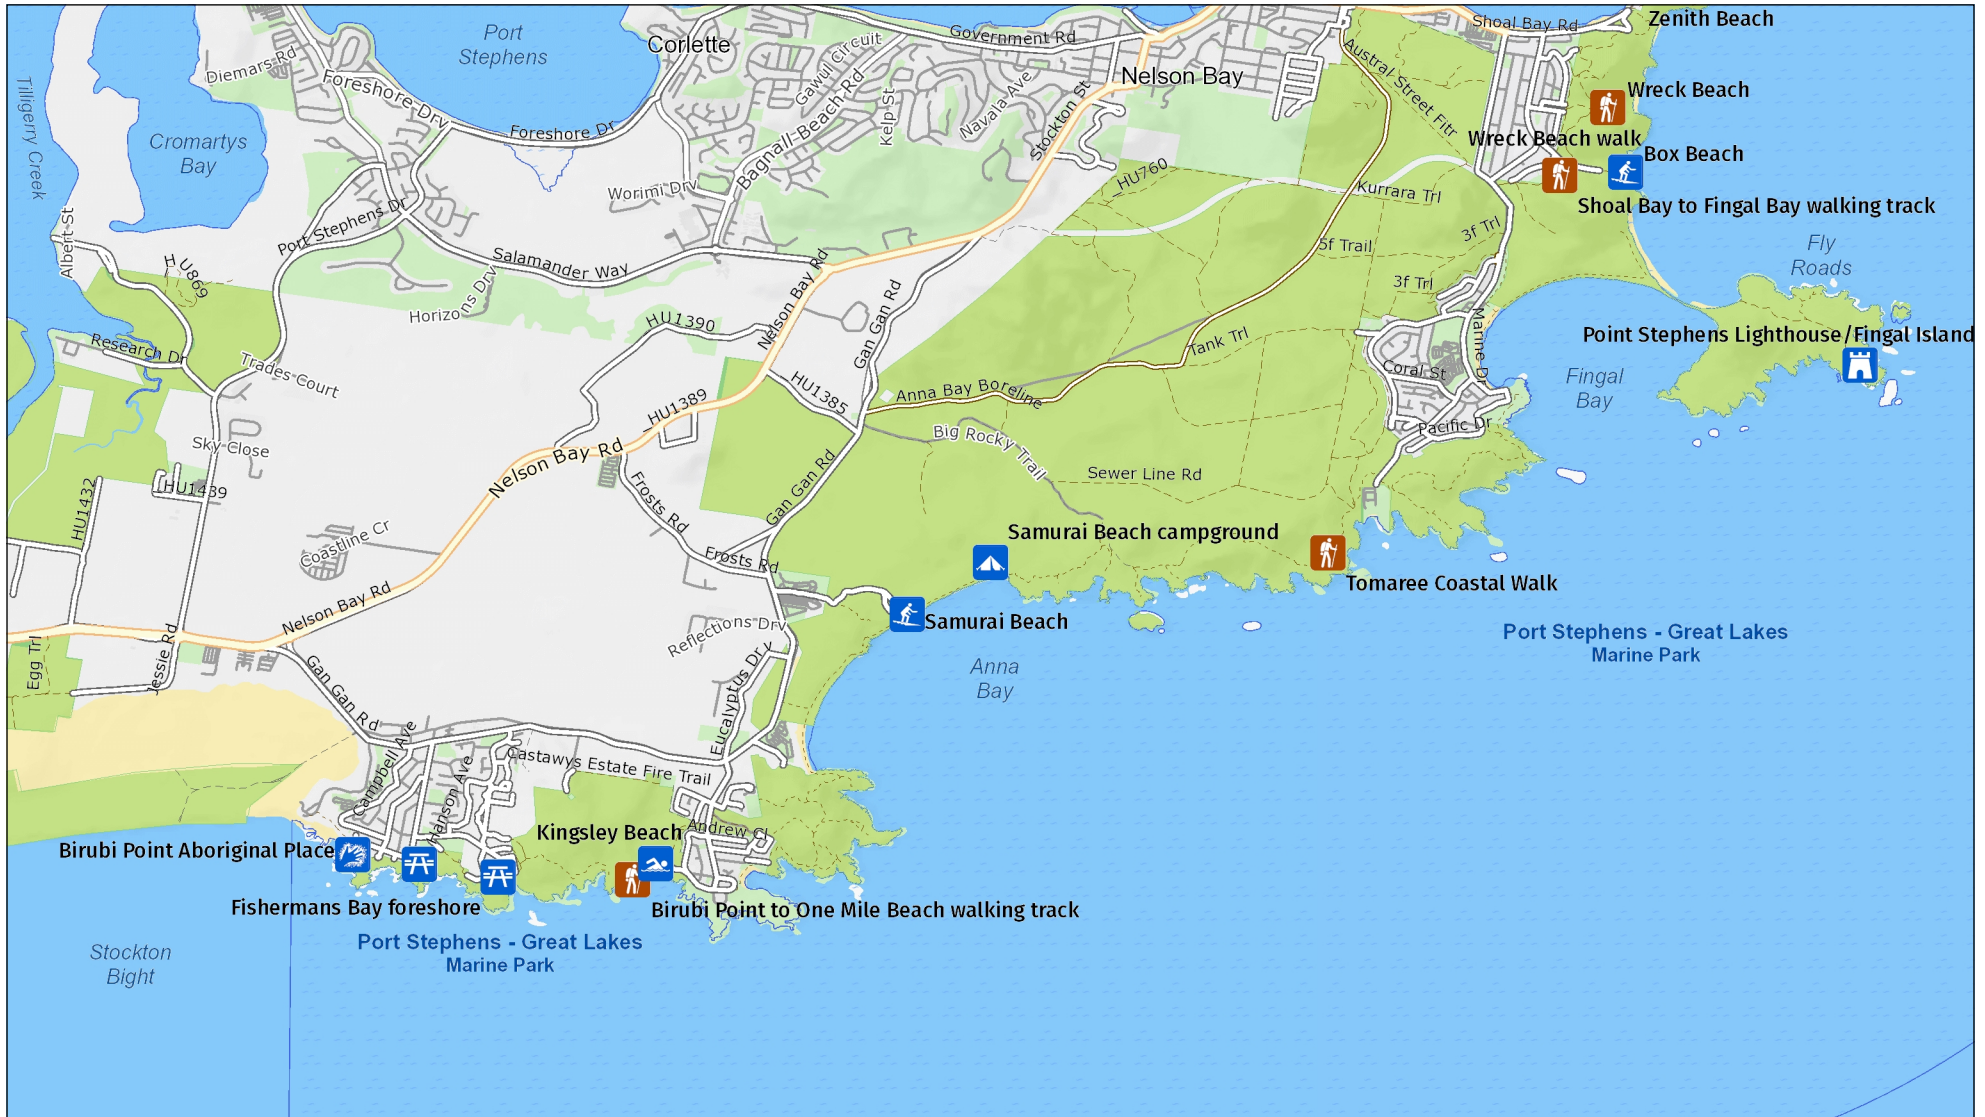 Zenith Beach
Shoal Bay Rd
Port
Stephens
Corlette
Government Rd
Gawul Circuit
Austral Street Fitr
Diemars Rd
Foreshore Drv
Nelson Bay
Tilligerry Creek
Wreck Beach
Bagnall-Beach-Rd
Kelp St
Navala Ave
Stockton St
Foreshore Dr
Cromartys
Bay
Wreck Beach walk
Box Beach
HU760
Worimi Drv
Kurrara Trl
Shoal Bay to Fingal Bay walking track
Port Stephens Dr
Albert St
3f Trl
5f Trail
Fly
Roads
Salamander Way
HU869
Nelson Bay Rd
3f Trl
Horizons Drv
HU1390
Gan Gan Rd
Marine Dr
Point Stephens Lighthouse/Fingal Island
Research Dr
Tank Trl
Trades Court
Coral St
Fingal
Bay
HU1385
Anna Bay Boreline
HU1389
Pacific Dr
Big Rocky Trail
Sky Close
Nelson Bay Rd
Sewer Line Rd
HU1432
HU1439
Frosts Rd
Gan Gan Rd
Coastline Cr
Samurai Beach campground
Frosts Rd
Tomaree Coastal Walk
Nelson Bay Rd
Samurai Beach
Reflections Drv
Port Stephens - Great Lakes
Marine Park
Egg Trl
Jessie Rd
Anna
Bay
Gan Gan Rd
Eucalyptus Drv
Campbell Ave
Castawys Estate Fire Trail
Hanson Ave
Kingsley Beach
Andrew Cl
Birubi Point Aboriginal Place
Fishermans Bay foreshore
Birubi Point to One Mile Beach walking track
Port Stephens - Great Lakes
Marine Park
Stockton
Bight